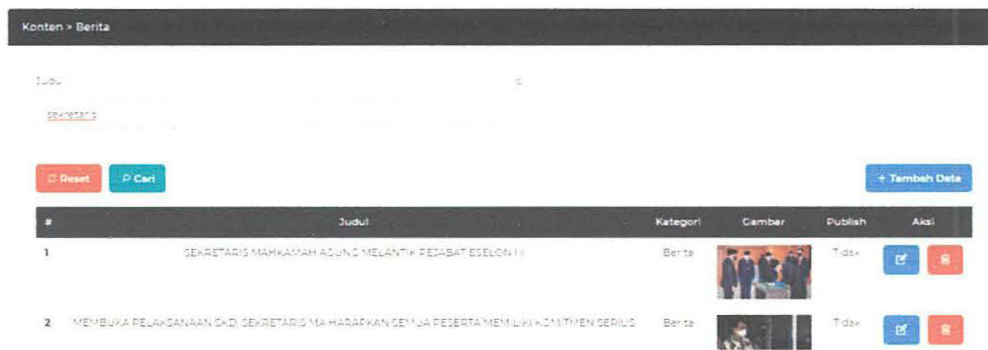 Konten > Berita
Judul
sekretaris
Reset
Cari
+ Tambah Data
# Judul Kategori Gambar Publish Aksi
1 SEKRETARIS MAHKAMAH AGUNG MELANTIK PEJABAT ESELON Berita Tidak
2 MEMBUKA PELAKSANAAN SKD, SEKRETARIS MA HARAPKAN SEMUA PESERTA MEMILIKI KOMITMEN SERIUS Berita Tidak